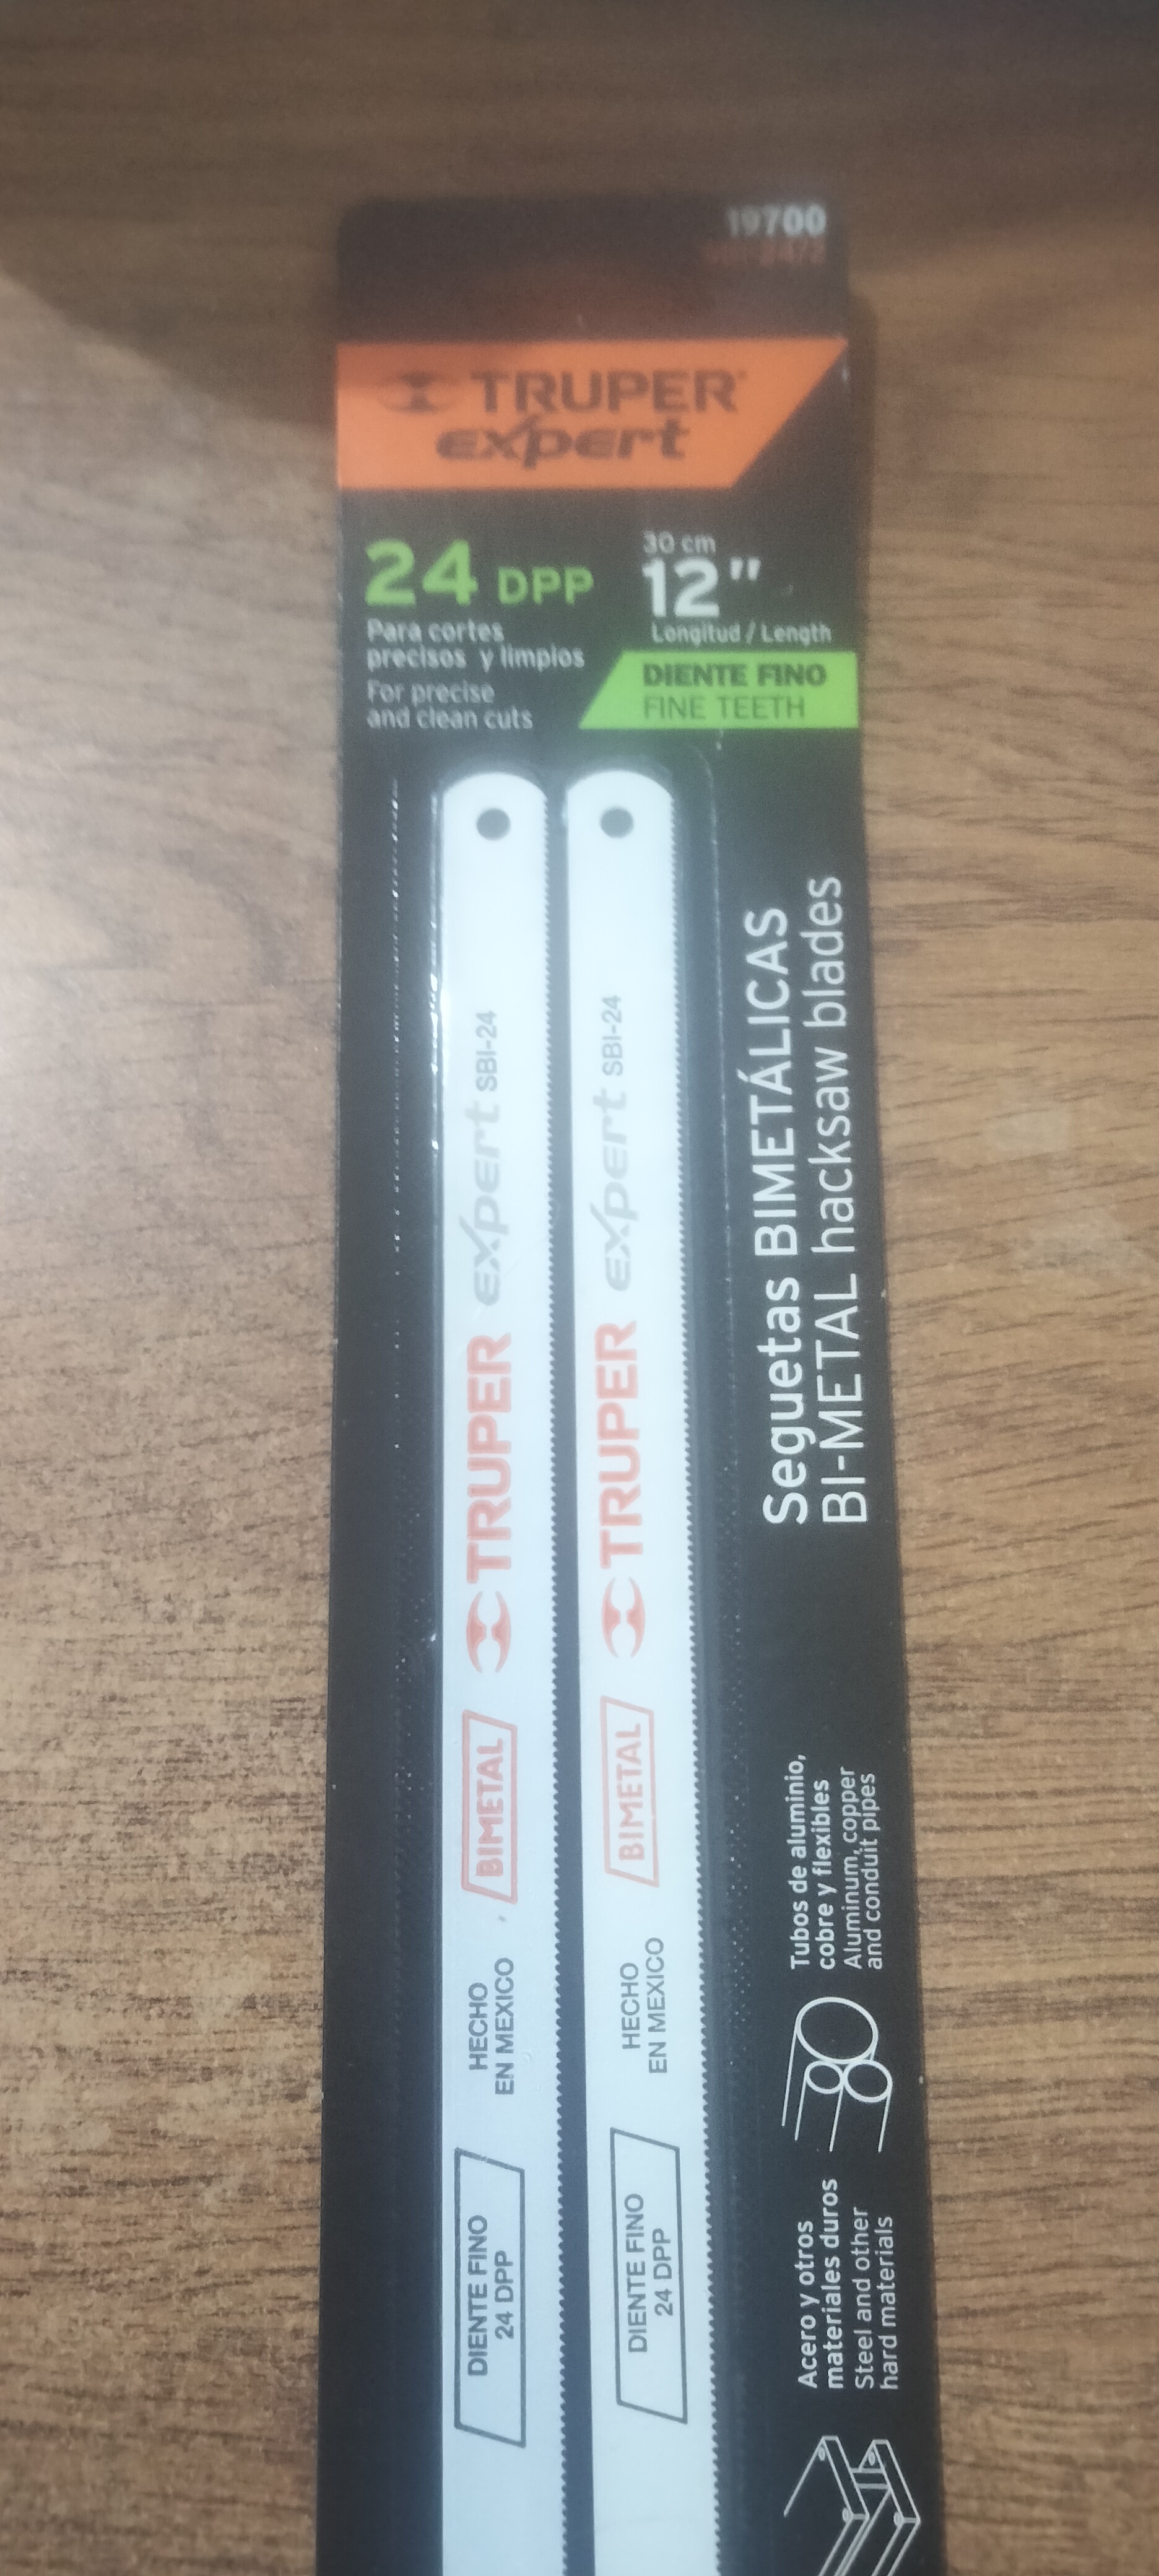 19700
TRUPER
expert
24 DPP
Para cortes
precisos y limpios
For precise
and clean cuts
30 cm
12"
Longitud / Length
DIENTE FINO
FINE TEETH
DIENTE FINO
24 DPP
HECHO
EN MEXICO
BIMETAL
TRUPER expert SBI-24
DIENTE FINO
24 DPP
HECHO
EN MEXICO
BIMETAL
TRUPER expert SBI-24
Seguetas BIMETÁLICAS
BI-METAL hacksaw blades
Tubos de aluminio,
cobre y flexibles
Aluminum, copper
and conduit pipes
Acero y otros
materiales duros
Steel and other
hard materials